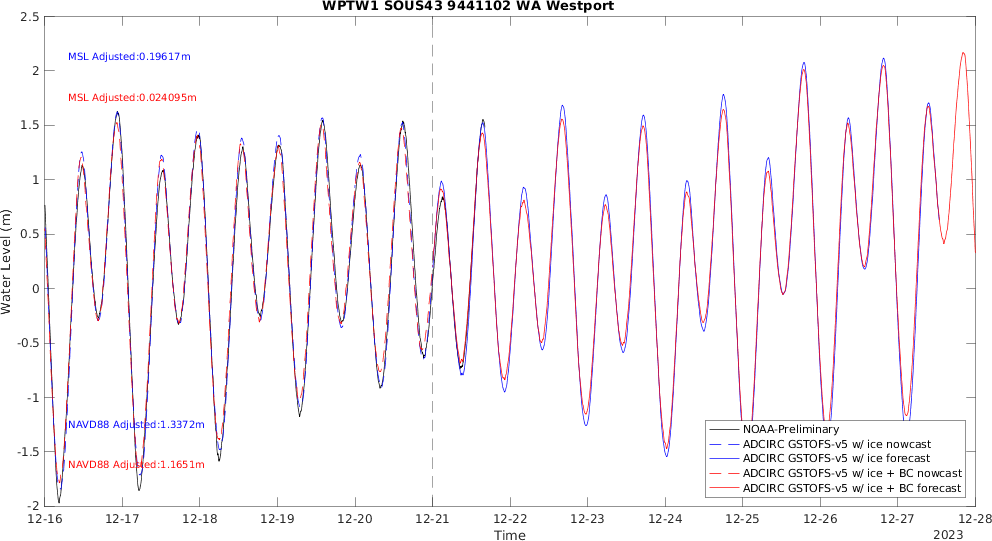 WPTW1 SOUS43 9441102 WA Westport
2.5
2
1.5
1
0.5
0
-0.5
-1
-1.5
-2
Water Level (m)
MSL Adjusted:0.19617m
MSL Adjusted:0.024095m
NAVD88 Adjusted:1.3372m
NAVD88 Adjusted:1.1651m
NOAA-Preliminary
ADCIRC GSTOFS-v5 w/ ice nowcast
ADCIRC GSTOFS-v5 w/ ice forecast
ADCIRC GSTOFS-v5 w/ ice + BC nowcast
ADCIRC GSTOFS-v5 w/ ice + BC forecast
12-16 12-17 12-18 12-19 12-20 12-21 12-22 12-23 12-24 12-25 12-26 12-27 12-28
Time
2023